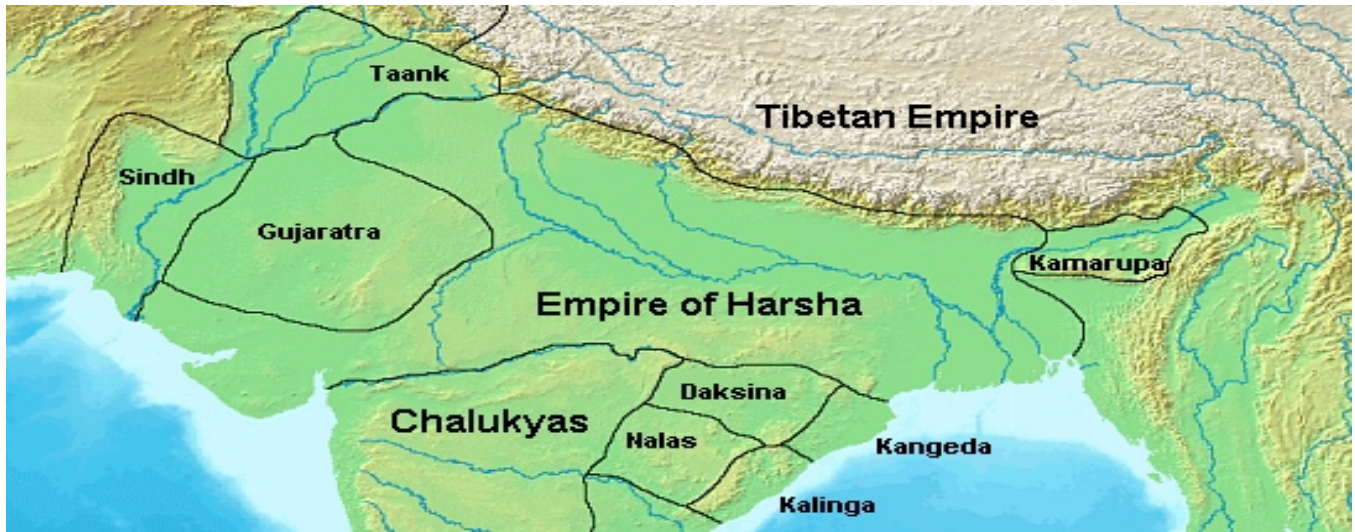 Taank
Tibetan Empire
Sindh
Gujaratra
Kamarupa
Empire of Harsha
Daksina
Chalukyas
Nalas
Kangeda
Kalinga